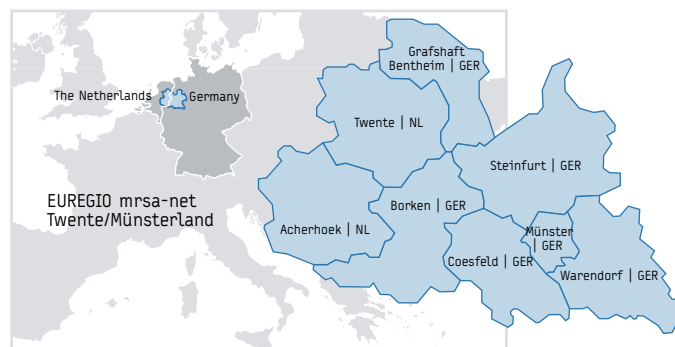 Grafshaft
Bentheim | GER
The Netherlands
Germany
Twente | NL
Steinfurt | GER
EUREGIO mrsa-net
Twente/Münsterland
Borken | GER
Acherhoek | NL
Münster
| GER
Coesfeld | GER
Warendorf | GER